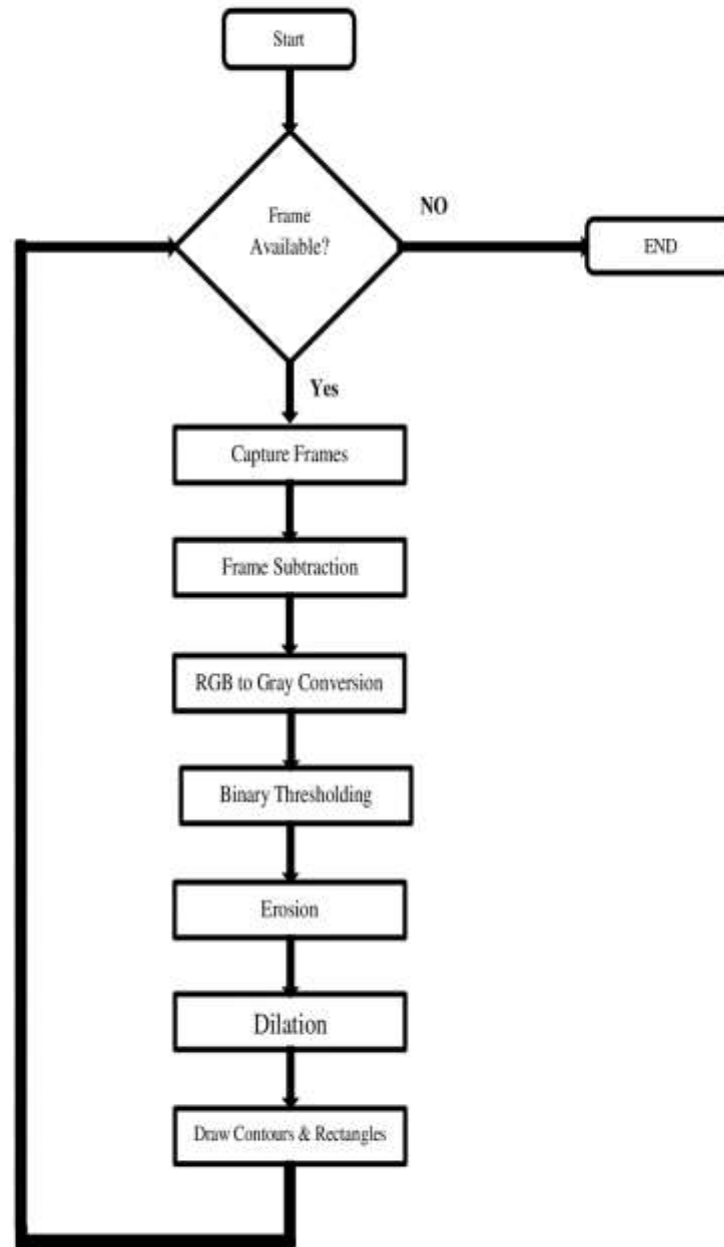 Start
Frame
Available?
NO
END
Yes
Capture Frames
Frame Subtraction
RGB to Gray Conversion
Binary Thresholding
Erosion
Dilation
Draw Contours & Rectangles